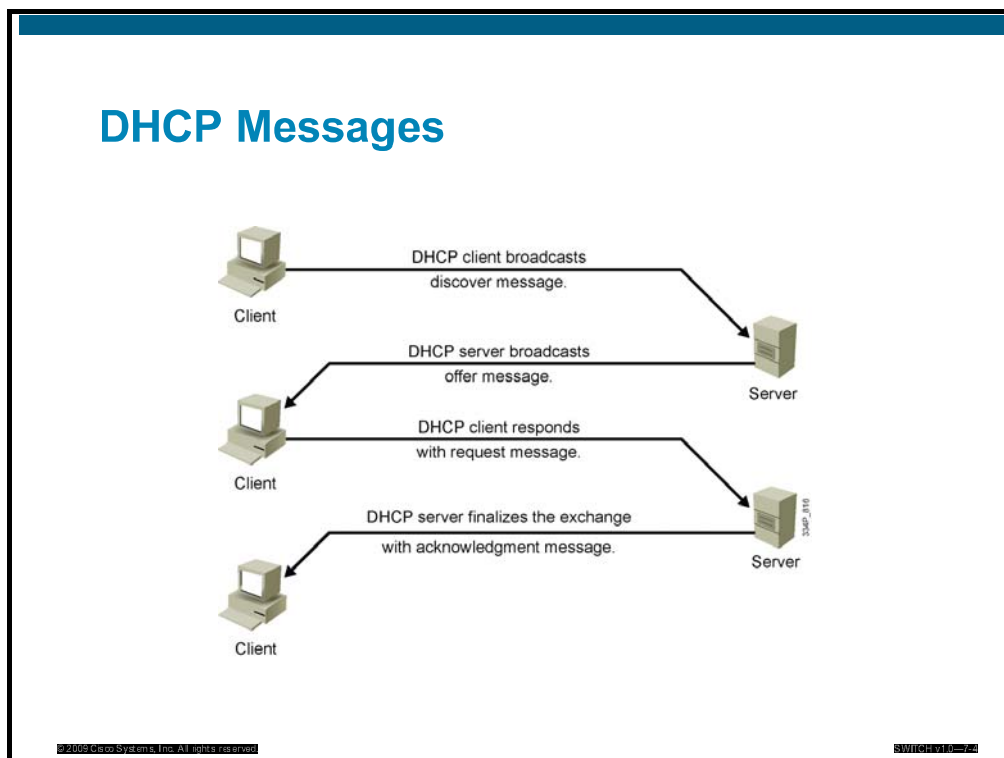 DHCP Messages
DHCP client broadcasts
discover message.
Client
DHCP server broadcasts
offer message.
Server
DHCP client responds
with request message.
Client
DHCP server finalizes the exchange
with acknowledgment message.
334P_816
Server
Client
© 2009 Cisco Systems, Inc. All rights reserved.
SWITCH v1.0—7-4